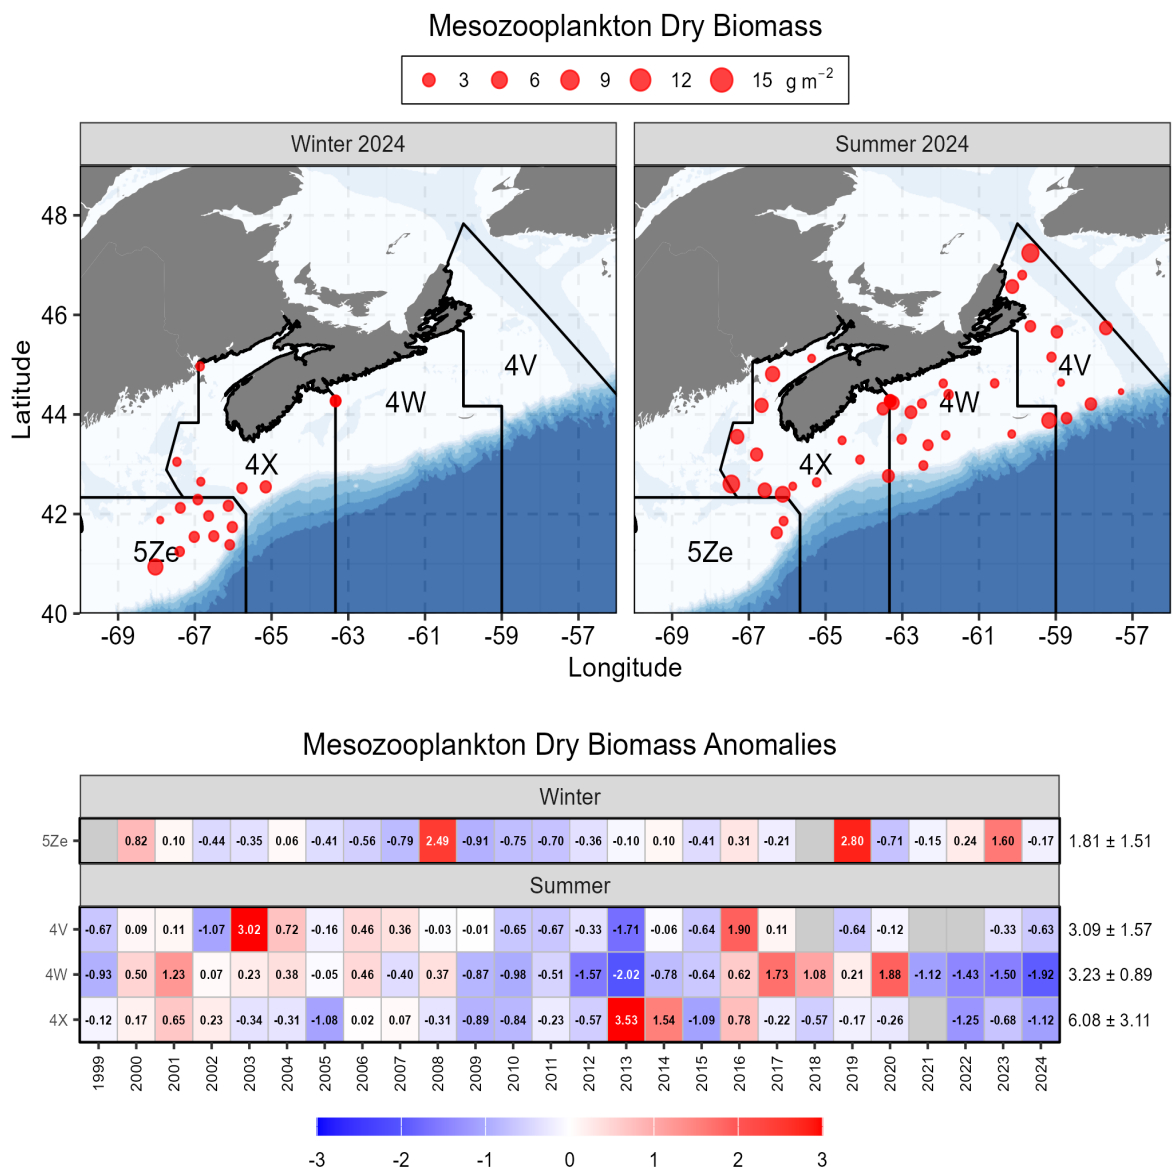 Mesozooplankton Dry Biomass
3 6 9 12 15 g m⁻²
Winter 2024 Summer 2024
48
46
44
42
40
Latitude
4V
4W
4X
5Ze
4V
4W
4X
5Ze
-69 -67 -65 -63 -61 -59 -57 -69 -67 -65 -63 -61 -59 -57
Longitude
Mesozooplankton Dry Biomass Anomalies
Winter
5Ze 0.82 0.10 -0.44 -0.35 0.06 -0.41 -0.56 -0.79 2.49 -0.91 -0.75 -0.70 -0.36 -0.10 0.10 -0.41 0.31 -0.21 2.80 -0.71 -0.15 0.24 1.60 -0.17 1.81 ± 1.51
Summer
4V -0.67 0.09 0.11 -1.07 3.02 0.72 -0.16 0.46 0.36 -0.03 -0.01 -0.65 -0.67 -0.33 -1.71 -0.06 -0.64 1.90 0.11 -0.64 -0.12 -0.33 -0.63 3.09 ± 1.57
4W -0.93 0.50 1.23 0.07 0.23 0.38 -0.05 0.46 -0.40 0.37 -0.87 -0.98 -0.51 -1.57 -2.02 -0.78 -0.64 0.62 1.73 1.08 0.21 1.88 -1.12 -1.43 -1.50 -1.92 3.23 ± 0.89
4X -0.12 0.17 0.65 0.23 -0.34 -0.31 -1.08 0.02 0.07 -0.31 -0.89 -0.84 -0.23 -0.57 3.53 1.54 -1.09 0.78 -0.22 -0.57 -0.17 -0.26 -1.25 -0.68 -1.12 6.08 ± 3.11
1999 2000 2001 2002 2003 2004 2005 2006 2007 2008 2009 2010 2011 2012 2013 2014 2015 2016 2017 2018 2019 2020 2021 2022 2023 2024
-3 -2 -1 0 1 2 3